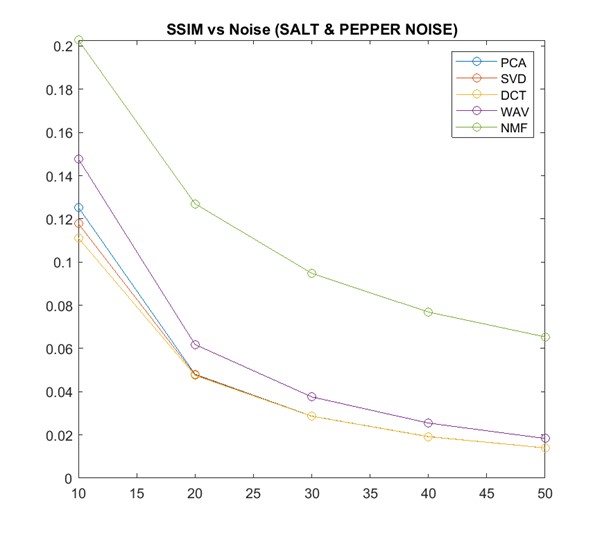 SSIM vs Noise (SALT & PEPPER NOISE)
0.2
0.18
0.16
0.14
0.12
0.1
0.08
0.06
0.04
0.02
0
PCA
SVD
DCT
WAV
NMF
10 15 20 25 30 35 40 45 50